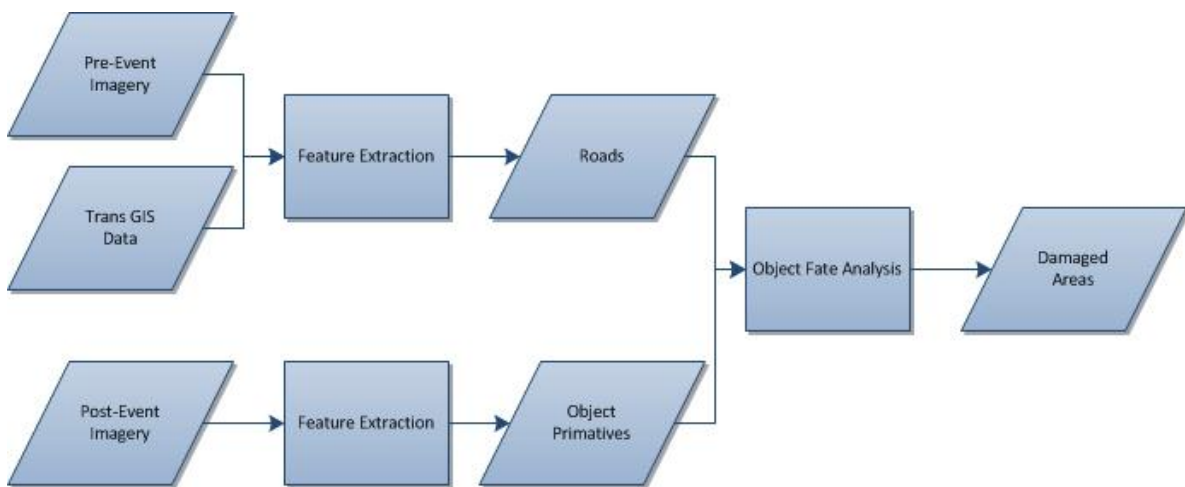 Pre-Event
Imagery
Trans GIS
Data
Feature Extraction
Roads
Object Fate Analysis
Damaged
Areas
Post-Event
Imagery
Feature Extraction
Object
Primatives